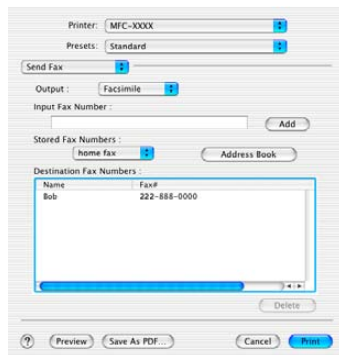 Printer: MFC-XXXX
Presets: Standard
Send Fax
Output : Facsimile
Input Fax Number :
Add
Stored Fax Numbers :
home fax Address Book
Destination Fax Numbers :
Name Fax#
Bob 222-888-0000
Delete
? Preview Save As PDF... Cancel Print